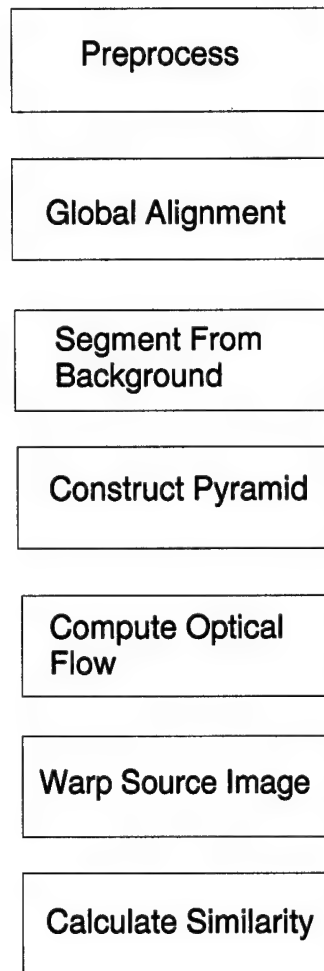 Preprocess
Global Alignment
Segment From
Background
Construct Pyramid
Compute Optical
Flow
Warp Source Image
Calculate Similarity